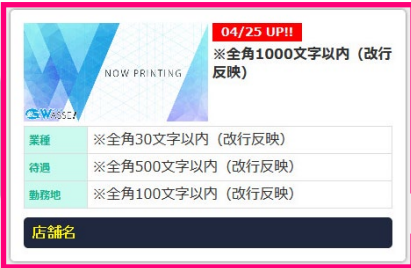 04/25 UP!!
※全角1000文字以内（改行
反映）
NOW PRINTING
業種 ※全角30文字以内（改行反映）
待遇 ※全角500文字以内（改行反映）
勤務地 ※全角100文字以内（改行反映）
店舗名